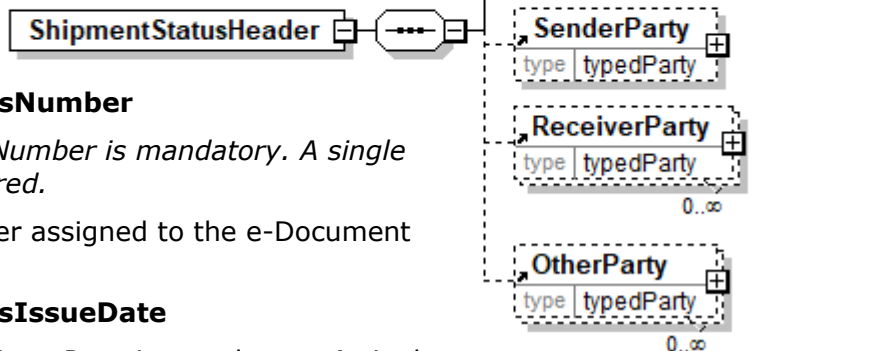 ShipmentStatusHeader
SenderParty
type typedParty
sNumber
Number is mandatory. A single
red.
er assigned to the e-Document
sIssueDate
ReceiverParty
type typedParty
0..∞
OtherParty
type typedParty
0..∞